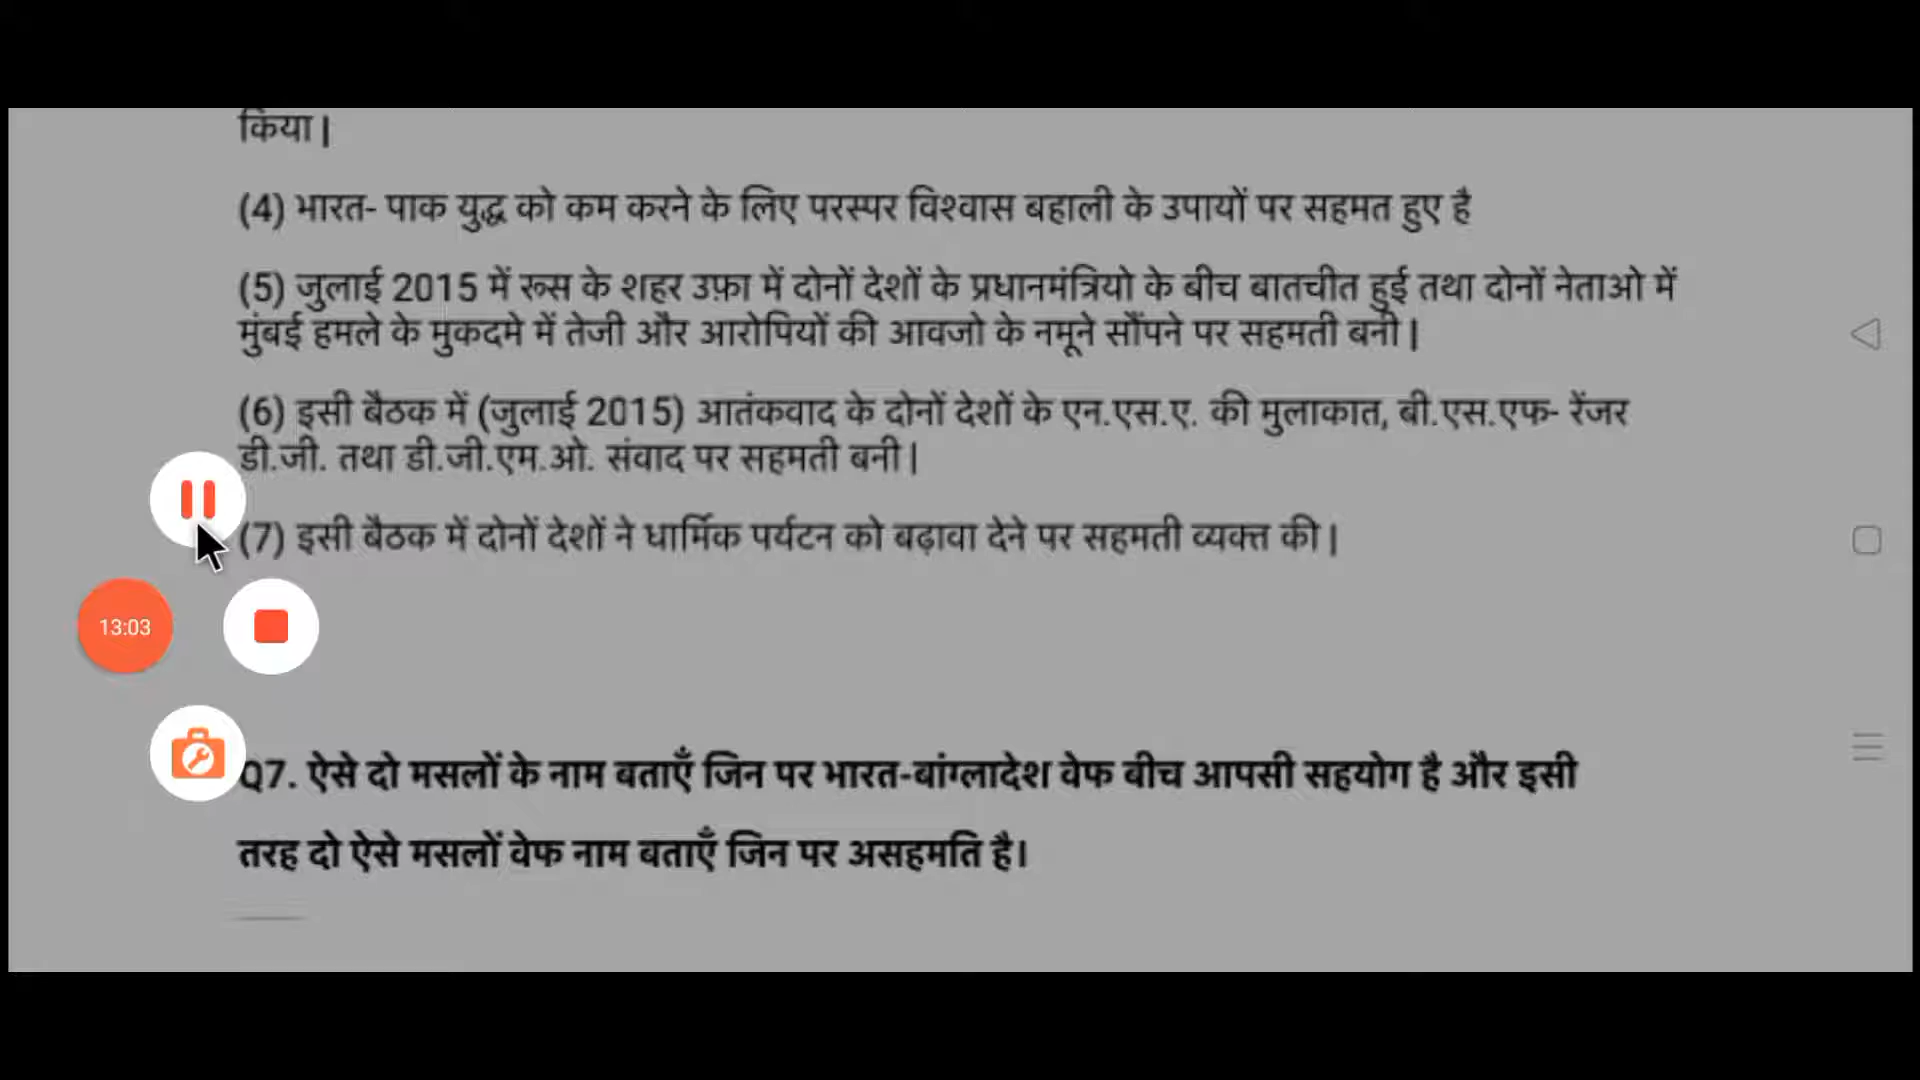 किया |
(4) भारत- पाक युद्ध को कम करने के लिए परस्पर विश्वास बहाली के उपायों पर सहमत हुए है
(5) जुलाई 2015 में रूस के शहर उफ़ा में दोनों देशों के प्रधानमंत्रियो के बीच बातचीत हुई तथा दोनों नेताओ में
मुंबई हमले के मुकदमे में तेजी और आरोपियों की आवजो के नमूने सौंपने पर सहमती बनी |
(6) इसी बैठक में (जुलाई 2015) आतंकवाद के दोनों देशों के एन.एस.ए. की मुलाकात, बी.एस.एफ- रेंजर
डी.जी. तथा डी.जी.एम.ओ. संवाद पर सहमती बनी |
(7) इसी बैठक में दोनों देशों ने धार्मिक पर्यटन को बढ़ावा देने पर सहमती व्यक्त की |
13:03
Q7. ऐसे दो मसलों के नाम बताएँ जिन पर भारत-बांग्लादेश वेफ बीच आपसी सहयोग है और इसी
तरह दो ऐसे मसलों वेफ नाम बताएँ जिन पर असहमति है।